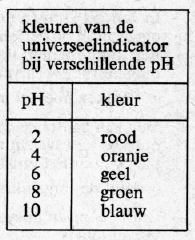 kleuren van de
universeelindicator
bij verschillende pH
pH kleur
2 rood
4 oranje
6 geel
8 groen
10 blauw